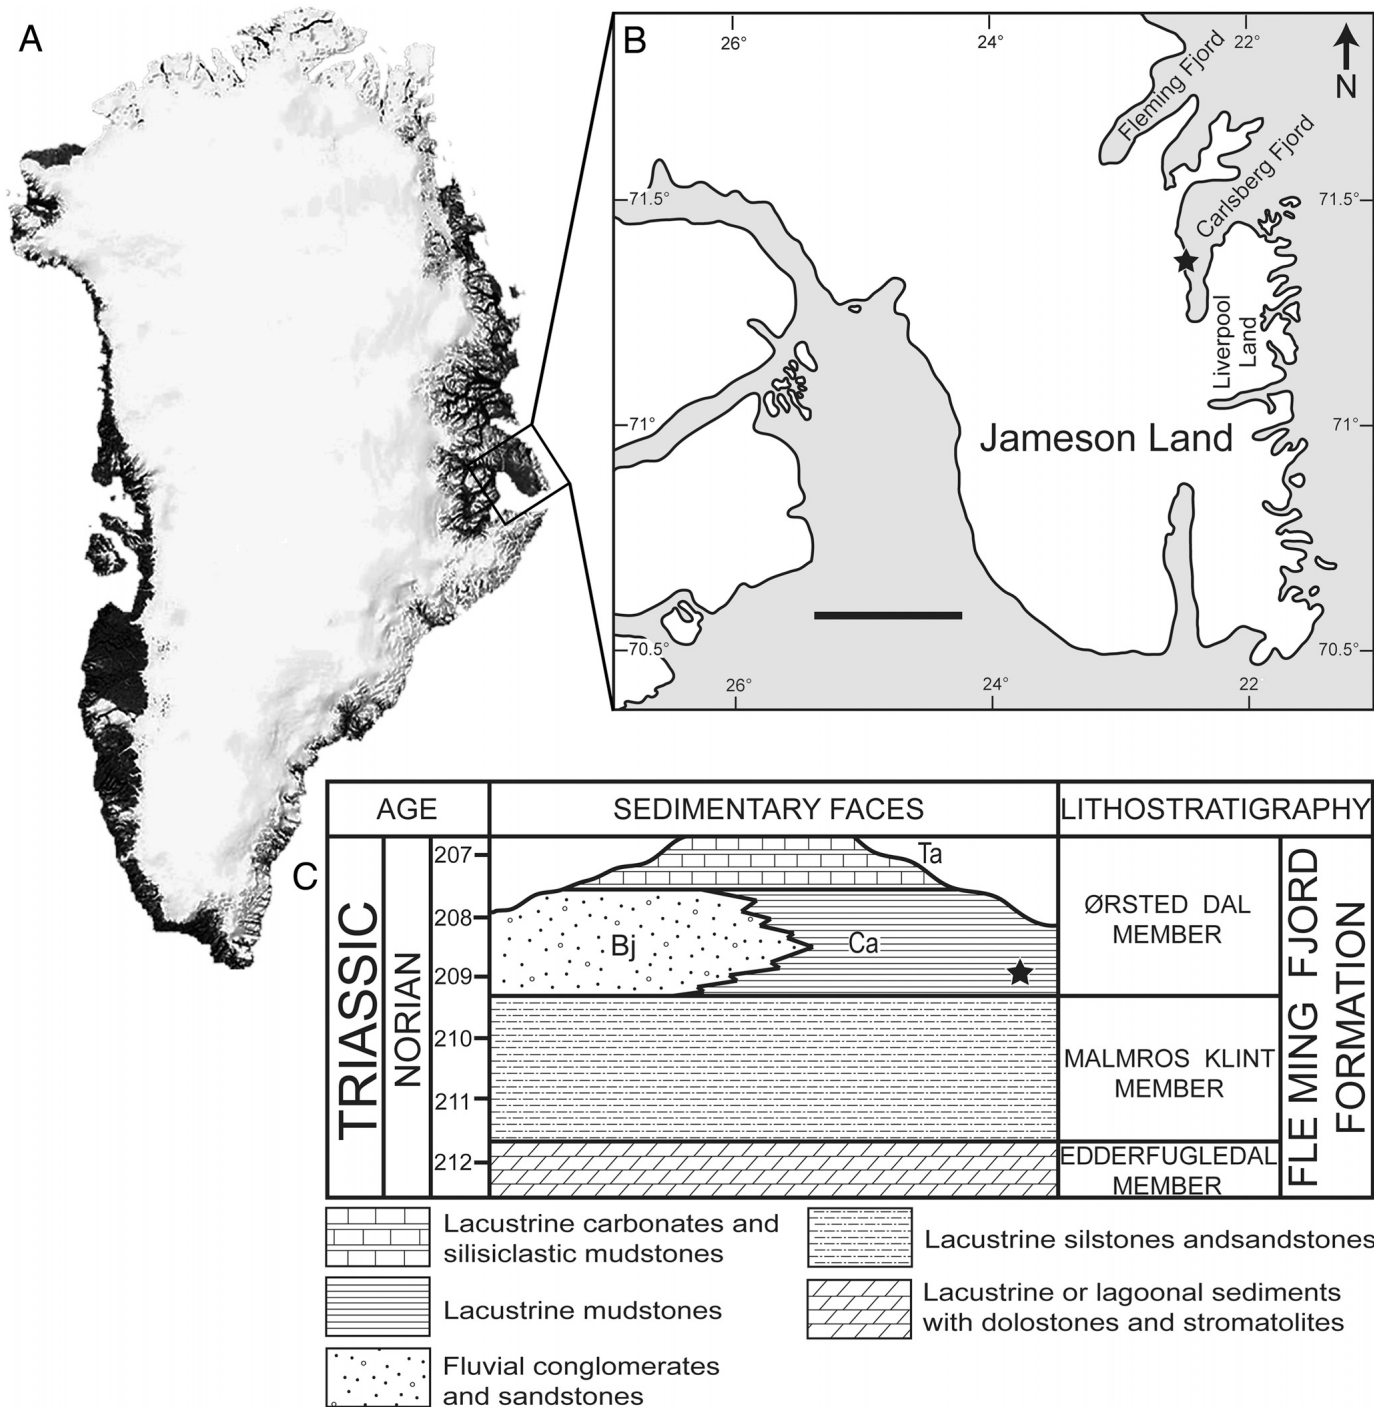 A
B
26°
24°
22°
N
Fleming Fjord
Carlsberg Fjord
71.5°
71.5°
Liverpool
Land
71°
71°
Jameson Land
70.5°
70.5°
26°
24°
22
C
AGE
SEDIMENTARY FACES
LITHOSTRATIGRAPHY
TRIASSIC
NORIAN
207
208
209
210
211
212
Ta
Bj
Ca
ØRSTED DAL
MEMBER
MALMROS KLINT
MEMBER
EDDERFUGLEDAL
MEMBER
FLE MING FJORD
FORMATION
Lacustrine carbonates and
silisiclastic mudstones
Lacustrine mudstones
Fluvial conglomerates
and sandstones
Lacustrine silstones andsandstones
Lacustrine or lagoonal sediments
with dolostones and stromatolites